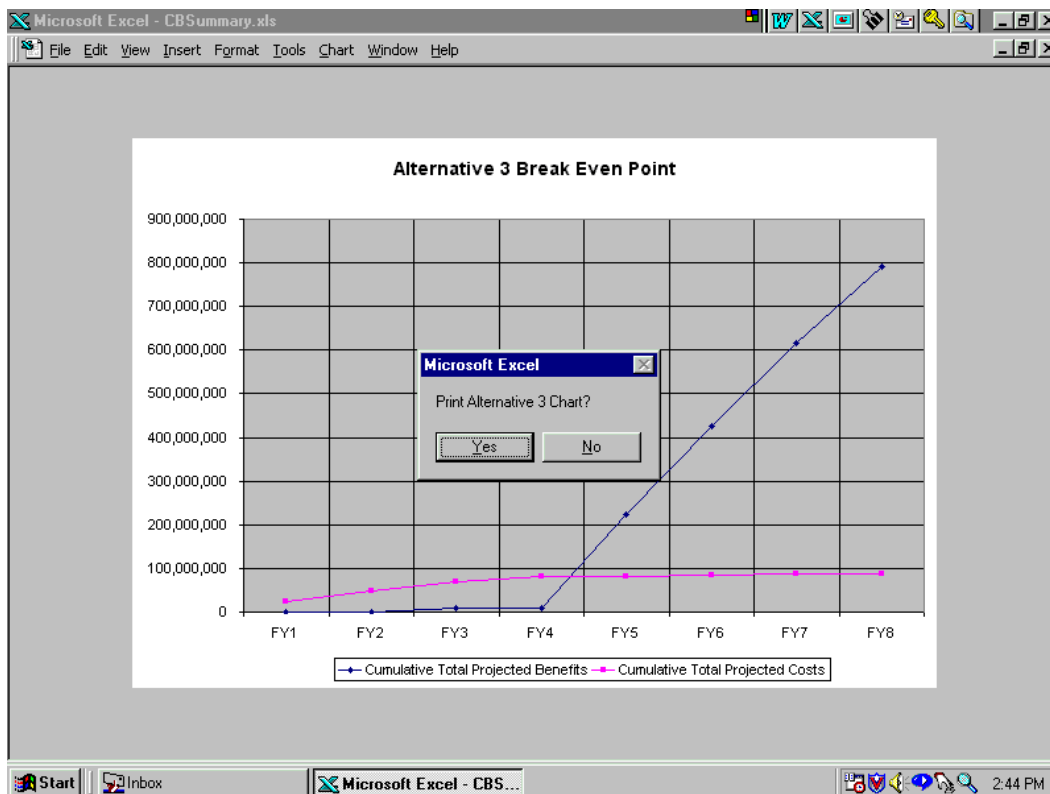 Microsoft Excel - CBSummary.xls
File Edit View Insert Format Tools Chart Window Help
Alternative 3 Break Even Point
900,000,000
800,000,000
700,000,000
600,000,000
500,000,000
400,000,000
300,000,000
200,000,000
100,000,000
0
Microsoft Excel
Print Alternative 3 Chart?
Yes No
FY1 FY2 FY3 FY4 FY5 FY6 FY7 FY8
Cumulative Total Projected Benefits Cumulative Total Projected Costs
Start Inbox Microsoft Excel - CBS... 2:44 PM